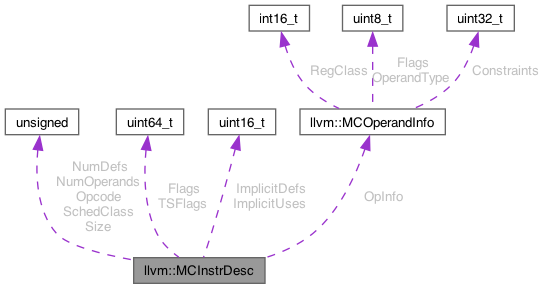 int16_t
uint8_t
uint32_t
RegClass
Flags
OperandType
Constraints
unsigned
uint64_t
uint16_t
llvm::MCOperandInfo
NumDefs
NumOperands
Opcode
SchedClass
Size
Flags
TSFlags
ImplicitDefs
ImplicitUses
OpInfo
llvm::MCInstrDesc